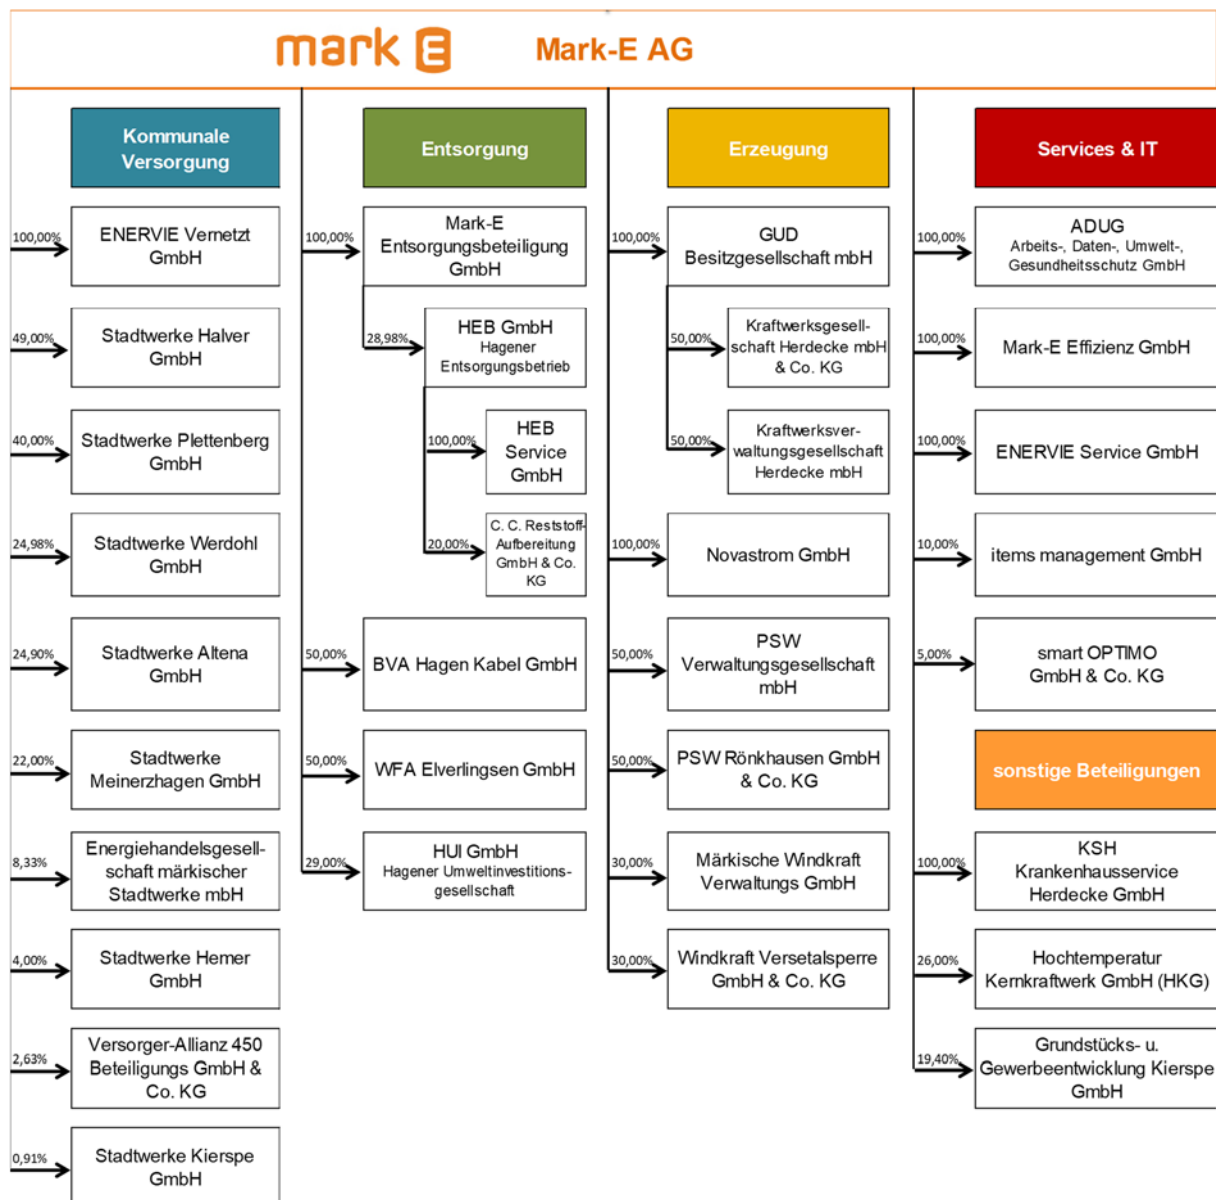 mark E
Mark-E AG
Kommunale
Versorgung
100,00%
ENERVIE Vernetzt
GmbH
49,00%
Stadtwerke Halver
GmbH
40,00%
Stadtwerke Plettenberg
GmbH
24,98%
Stadtwerke Werdohl
GmbH
24,90%
Stadtwerke Altena
GmbH
22,00%
Stadtwerke
Meinerzhagen GmbH
8,33%
Energiehandelsgesell-
schaft märkischer
Stadtwerke mbH
4,00%
Stadtwerke Hemer
GmbH
2,63%
Versorger-Allianz 450
Beteiligungs GmbH &
Co. KG
0,91%
Stadtwerke Kierspe
GmbH
Entsorgung
100,00%
Mark-E
Entsorgungsbeteiligung
GmbH
28,98%
HEB GmbH
Hagener
Entsorgungsbetrieb
100,00%
HEB
Service
GmbH
20,00%
C. C. Reststoff-
Aufbereitung
GmbH & Co.
KG
50,00%
BVA Hagen Kabel GmbH
50,00%
WFA Elverlingsen GmbH
29,00%
HUI GmbH
Hagener Umweltinvestitions-
gesellschaft
Erzeugung
100,00%
GUD
Besitzgesellschaft mbH
50,00%
Kraftwerksgesell-
schaft Herdecke mbH
& Co. KG
50,00%
Kraftwerksver-
waltungsgesellschaft
Herdecke mbH
100,00%
Novastrom GmbH
50,00%
PSW
Verwaltungsgesellschaft
mbH
50,00%
PSW Rönkhausen GmbH
& Co. KG
30,00%
Märkische Windkraft
Verwaltungs GmbH
30,00%
Windkraft Versetalsperre
GmbH & Co. KG
Services & IT
100,00%
ADUG
Arbeits-, Daten-, Umwelt-,
Gesundheitsschutz GmbH
100,00%
Mark-E Effizienz GmbH
100,00%
ENERVIE Service GmbH
10,00%
items management GmbH
5,00%
smart OPTIMO
GmbH & Co. KG
sonstige Beteiligungen
100,00%
KSH
Krankenhausservice
Herdecke GmbH
26,00%
Hochtemperatur
Kernkraftwerk GmbH (HKG)
19,40%
Grundstücks- u.
Gewerbeentwicklung Kierspe
GmbH